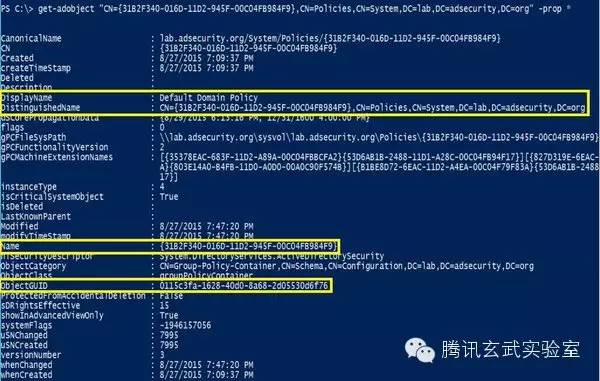 PS C:\> get-adobject "CN={31B2F340-016D-11D2-945F-00C04FB984F9},CN=Policies,CN=System,DC=lab,DC=adsecurity,DC=org" -prop *
CanonicalName : lab.adsecurity.org/System/Policies/{31B2F340-016D-11D2-945F-00C04FB984F9}
CN : {31B2F340-016D-11D2-945F-00C04FB984F9}
Created : 8/27/2015 7:09:37 PM
createTimeStamp : 8/27/2015 7:09:37 PM
Deleted :
Description :
DisplayName : Default Domain Policy
DistinguishedName : CN={31B2F340-016D-11D2-945F-00C04FB984F9},CN=Policies,CN=System,DC=lab,DC=adsecurity,DC=org
dSCorePropagationData : {8/29/2015 6:13:16 PM, 12/31/1600 4:00:00 PM}
flags : 0
gPCFileSysPath : \\lab.adsecurity.org\sysvol\lab.adsecurity.org\Policies\{31B2F340-016D-11D2-945F-00C04FB984F9}
gPCFunctionalityVersion : 2
gPCMachineExtensionNames : [{35378EAC-683F-11D2-A89A-00C04FBBCFA2}{53D6AB1B-2488-11D1-A28C-00C04FB94F17}][{827D319E-6EAC-
A}{803E14A0-B4FB-11D0-A0D0-00A0C90F574B}][{B1BE8D72-6EAC-11D2-A4EA-00C04F79F83A}{53D6AB1B-2488
17}]
instanceType : 4
isCriticalSystemObject : True
isDeleted :
LastKnownParent :
Modified : 8/27/2015 7:47:20 PM
modifyTimeStamp : 8/27/2015 7:47:20 PM
Name : {31B2F340-016D-11D2-945F-00C04FB984F9}
nTSecurityDescriptor : System.DirectoryServices.ActiveDirectorySecurity
ObjectCategory : CN=Group-Policy-Container,CN=Schema,CN=Configuration,DC=lab,DC=adsecurity,DC=org
ObjectClass : groupPolicyContainer
ObjectGUID : 0115c3fa-1628-40d0-8a68-2d05530d6f76
ProtectedFromAccidentalDeletion : False
sDRightsEffective : 15
showInAdvancedViewOnly : True
systemFlags : -1946157056
uSNChanged : 7995
uSNCreated : 7995
versionNumber : 3
whenChanged : 8/27/2015 7:47:20 PM
whenCreated : 8/27/2015 7:09:37 PM
腾讯玄武实验室